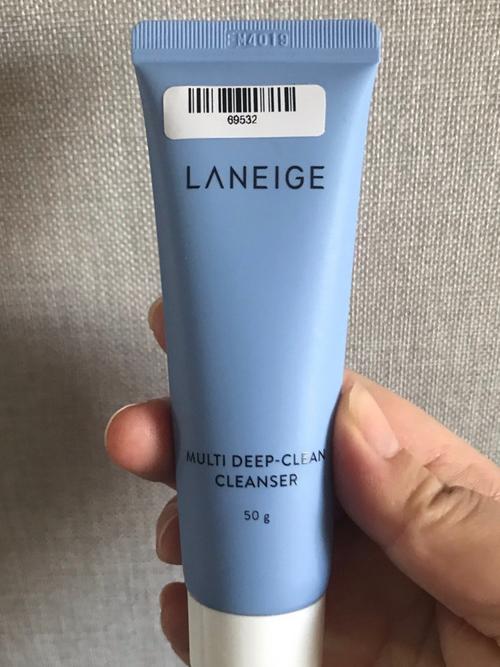 69532
LANEIGE
MULTI DEEP-CLEAN
CLEANSER
50 g